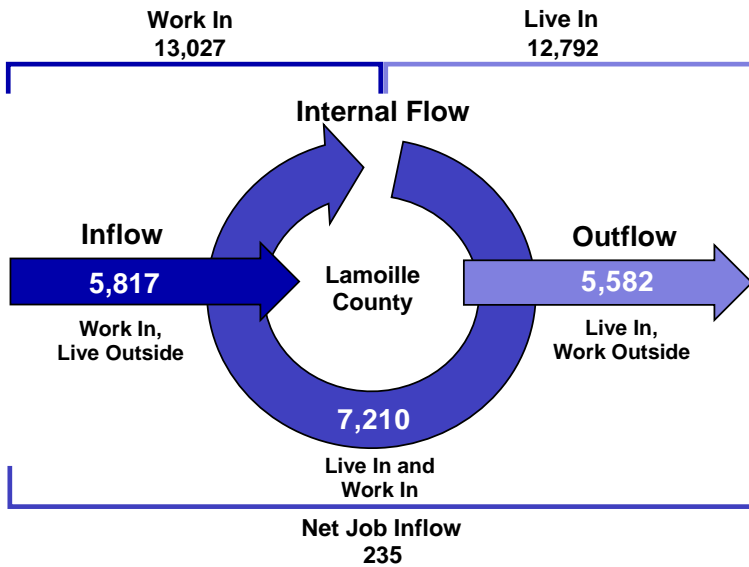 Work In
13,027
Live In
12,792
Internal Flow
Inflow
5,817
Work In,
Live Outside
Lamoille
County
Outflow
5,582
Live In,
Work Outside
7,210
Live In and
Work In
Net Job Inflow
235